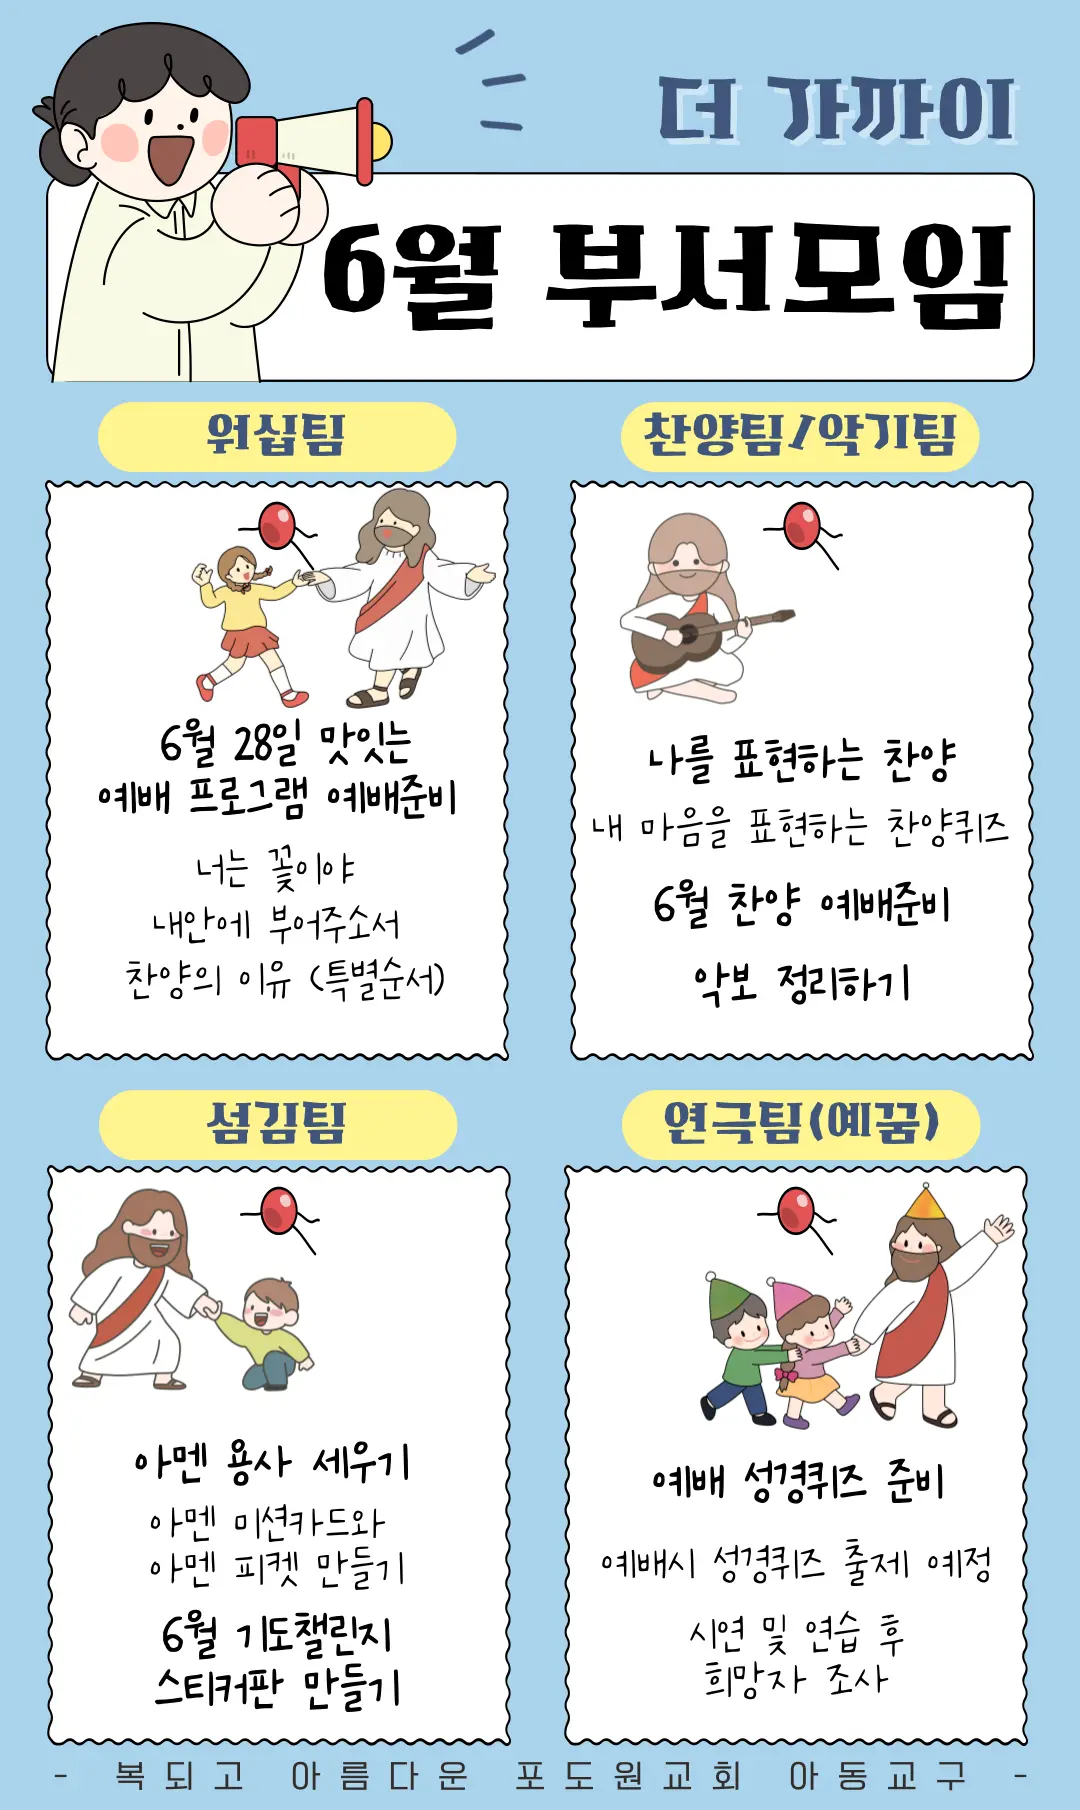 더 가까이
6월 부서모임
워십팀
6월 28일 맛있는
예배 프로그램 예배준비
너는 꽃이야
내안에 부어주소서
찬양의 이유 (특별순서)
찬양팀/악기팀
나를 표현하는 찬양
내 마음을 표현하는 찬양퀴즈
6월 찬양 예배준비
악보 정리하기
섬김팀
아멘 용사 세우기
아멘 미션카드와
아멘 피켓 만들기
6월 기도챌린지
스티커판 만들기
연극팀(예꿈)
예배 성경퀴즈 준비
예배시 성경퀴즈 출제 예정
시연 및 연습 후
희망자 조사
- 복되고 아름다운 포도원교회 아동교구 -